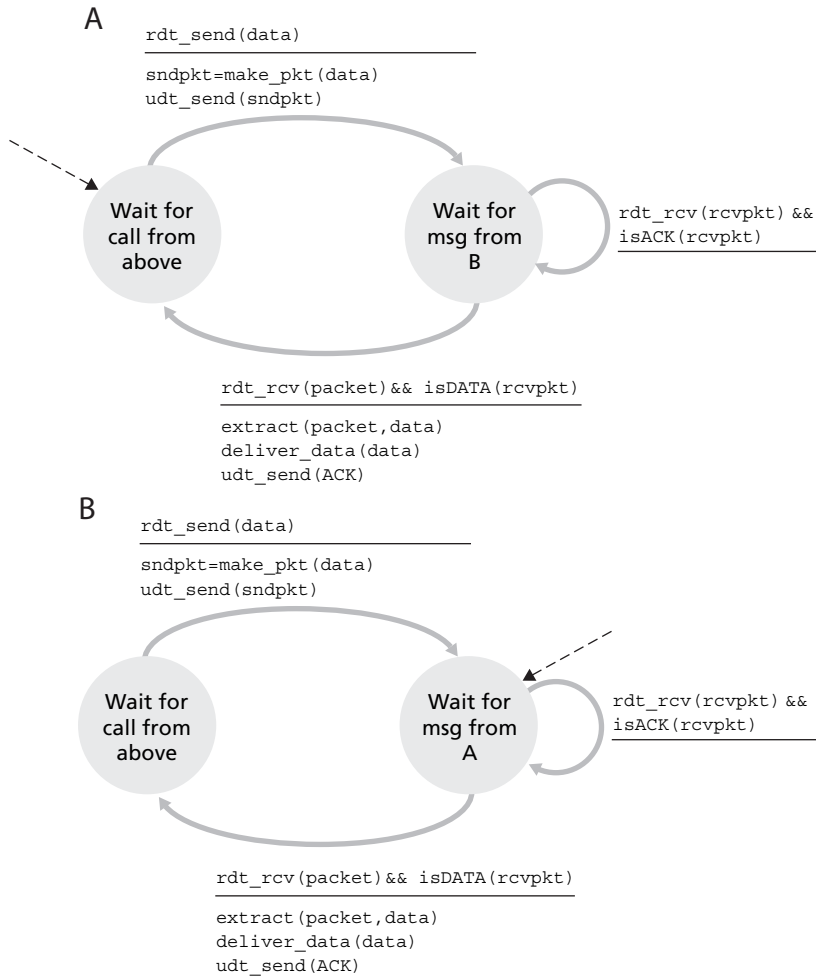 A
rdt_send(data)
sndpkt=make_pkt(data)
udt_send(sndpkt)
Wait for
call from
above
Wait for
msg from
B
rdt_rcv(rcvpkt) &&
isACK(rcvpkt)
rdt_rcv(packet)&& isDATA(rcvpkt)
extract(packet,data)
deliver_data(data)
udt_send(ACK)
B
rdt_send(data)
sndpkt=make_pkt(data)
udt_send(sndpkt)
Wait for
call from
above
Wait for
msg from
A
rdt_rcv(rcvpkt) &&
isACK(rcvpkt)
rdt_rcv(packet)&& isDATA(rcvpkt)
extract(packet,data)
deliver_data(data)
udt_send(ACK)